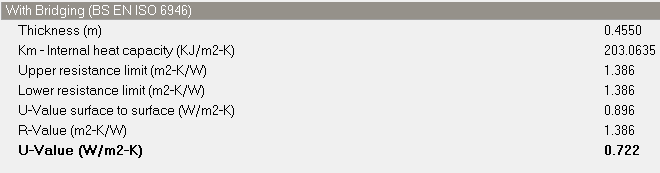 With Bridging (BS EN ISO 6946)
Thickness (m) 0.4550
Km - Internal heat capacity (KJ/m2-K) 203.0635
Upper resistance limit (m2-K/W) 1.386
Lower resistance limit (m2-K/W) 1.386
U-Value surface to surface (W/m2-K) 0.896
R-Value (m2-K/W) 1.386
U-Value (W/m2-K) 0.722